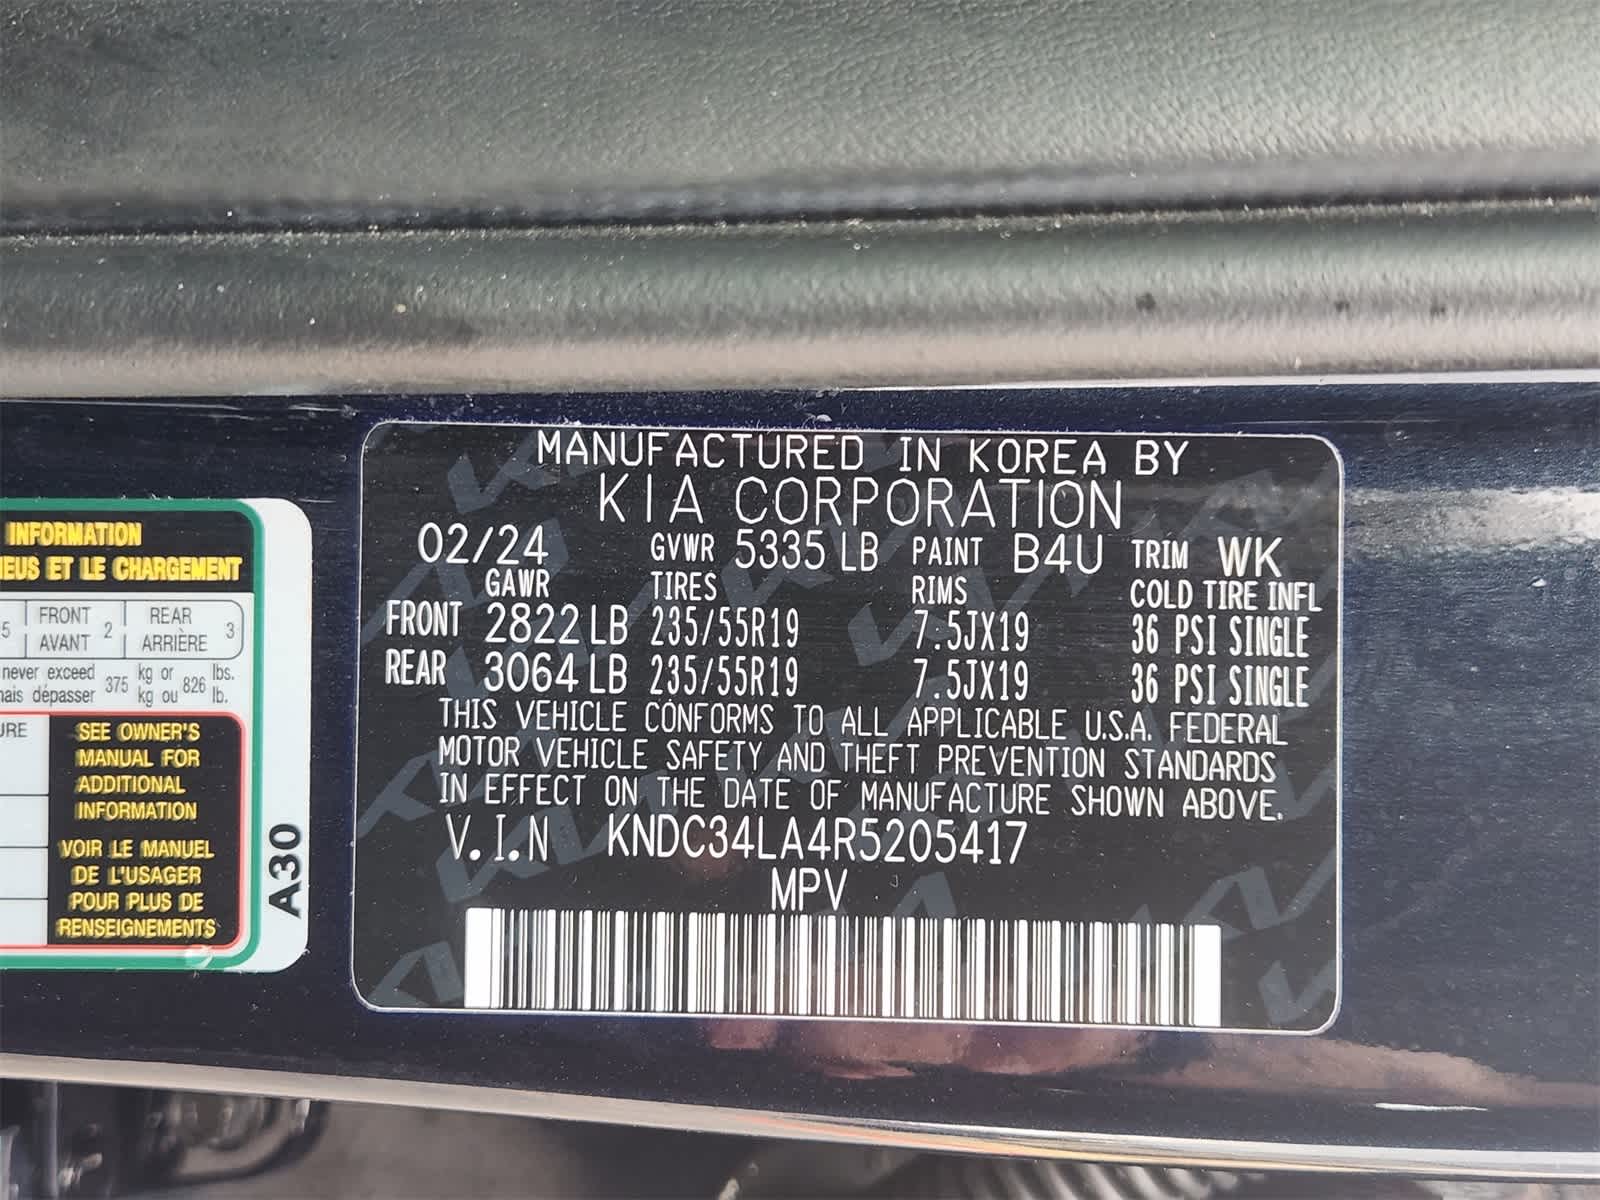 MANUFACTURED IN KOREA BY
KIA CORPORATION
02/24 GVWR 5335 LB PAINT B4U TRIM WK
GAWR TIRES RIMS COLD TIRE INFL
FRONT 2822 LB 235/55R19 7.5JX19 36 PSI SINGLE
REAR 3064 LB 235/55R19 7.5JX19 36 PSI SINGLE
THIS VEHICLE CONFORMS TO ALL APPLICABLE U.S.A. FEDERAL
MOTOR VEHICLE SAFETY AND THEFT PREVENTION STANDARDS
IN EFFECT ON THE DATE OF MANUFACTURE SHOWN ABOVE.
V.I.N KNDC34LA4R5205417
MPV
INFORMATION
ET LE CHARGEMENT
5 FRONT 2 REAR 3
AVANT ARRIÈRE
never exceed 375 kg or 826 lbs.
dépasser kg ou lb.
SEE OWNER'S
MANUAL FOR
ADDITIONAL
INFORMATION
VOIR LE MANUEL
DE L'USAGER
POUR PLUS DE
RENSEIGNEMENTS
A30